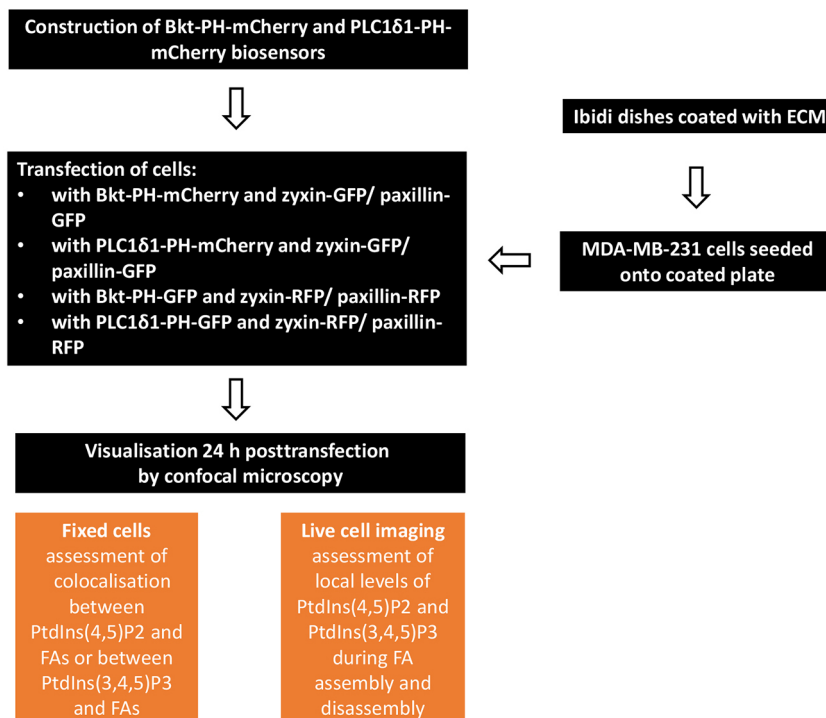 Construction of Bkt-PH-mCherry and PLC1δ1-PH-
mCherry biosensors
Ibidi dishes coated with ECM
Transfection of cells:
• with Bkt-PH-mCherry and zyxin-GFP/ paxillin-
GFP
• with PLC1δ1-PH-mCherry and zyxin-GFP/
paxillin-GFP
• with Bkt-PH-GFP and zyxin-RFP/ paxillin-RFP
• with PLC1δ1-PH-GFP and zyxin-RFP/ paxillin-
RFP
MDA-MB-231 cells seeded
onto coated plate
Visualisation 24 h posttransfection
by confocal microscopy
Fixed cells
assessment of
colocalisation
between
PtdIns(4,5)P2 and
FAs or between
PtdIns(3,4,5)P3
and FAs
Live cell imaging
assessment of
local levels of
PtdIns(4,5)P2 and
PtdIns(3,4,5)P3
during FA
assembly and
disassembly